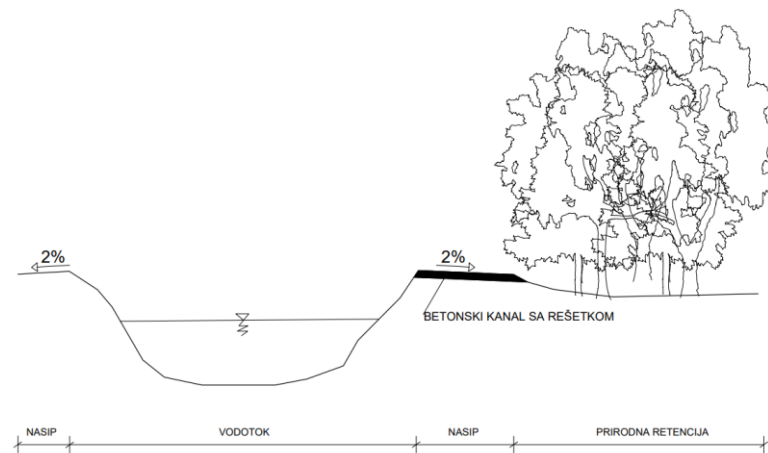 2%
2%
BETONSKI KANAL SA REŠETKOM
NASIP
VODOTOK
NASIP
PRIRODNA RETENCIJA